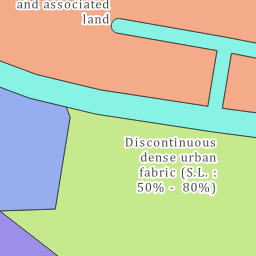 and associated
land
Discontinuous
dense urban
fabric (S.L. :
50% - 80%)